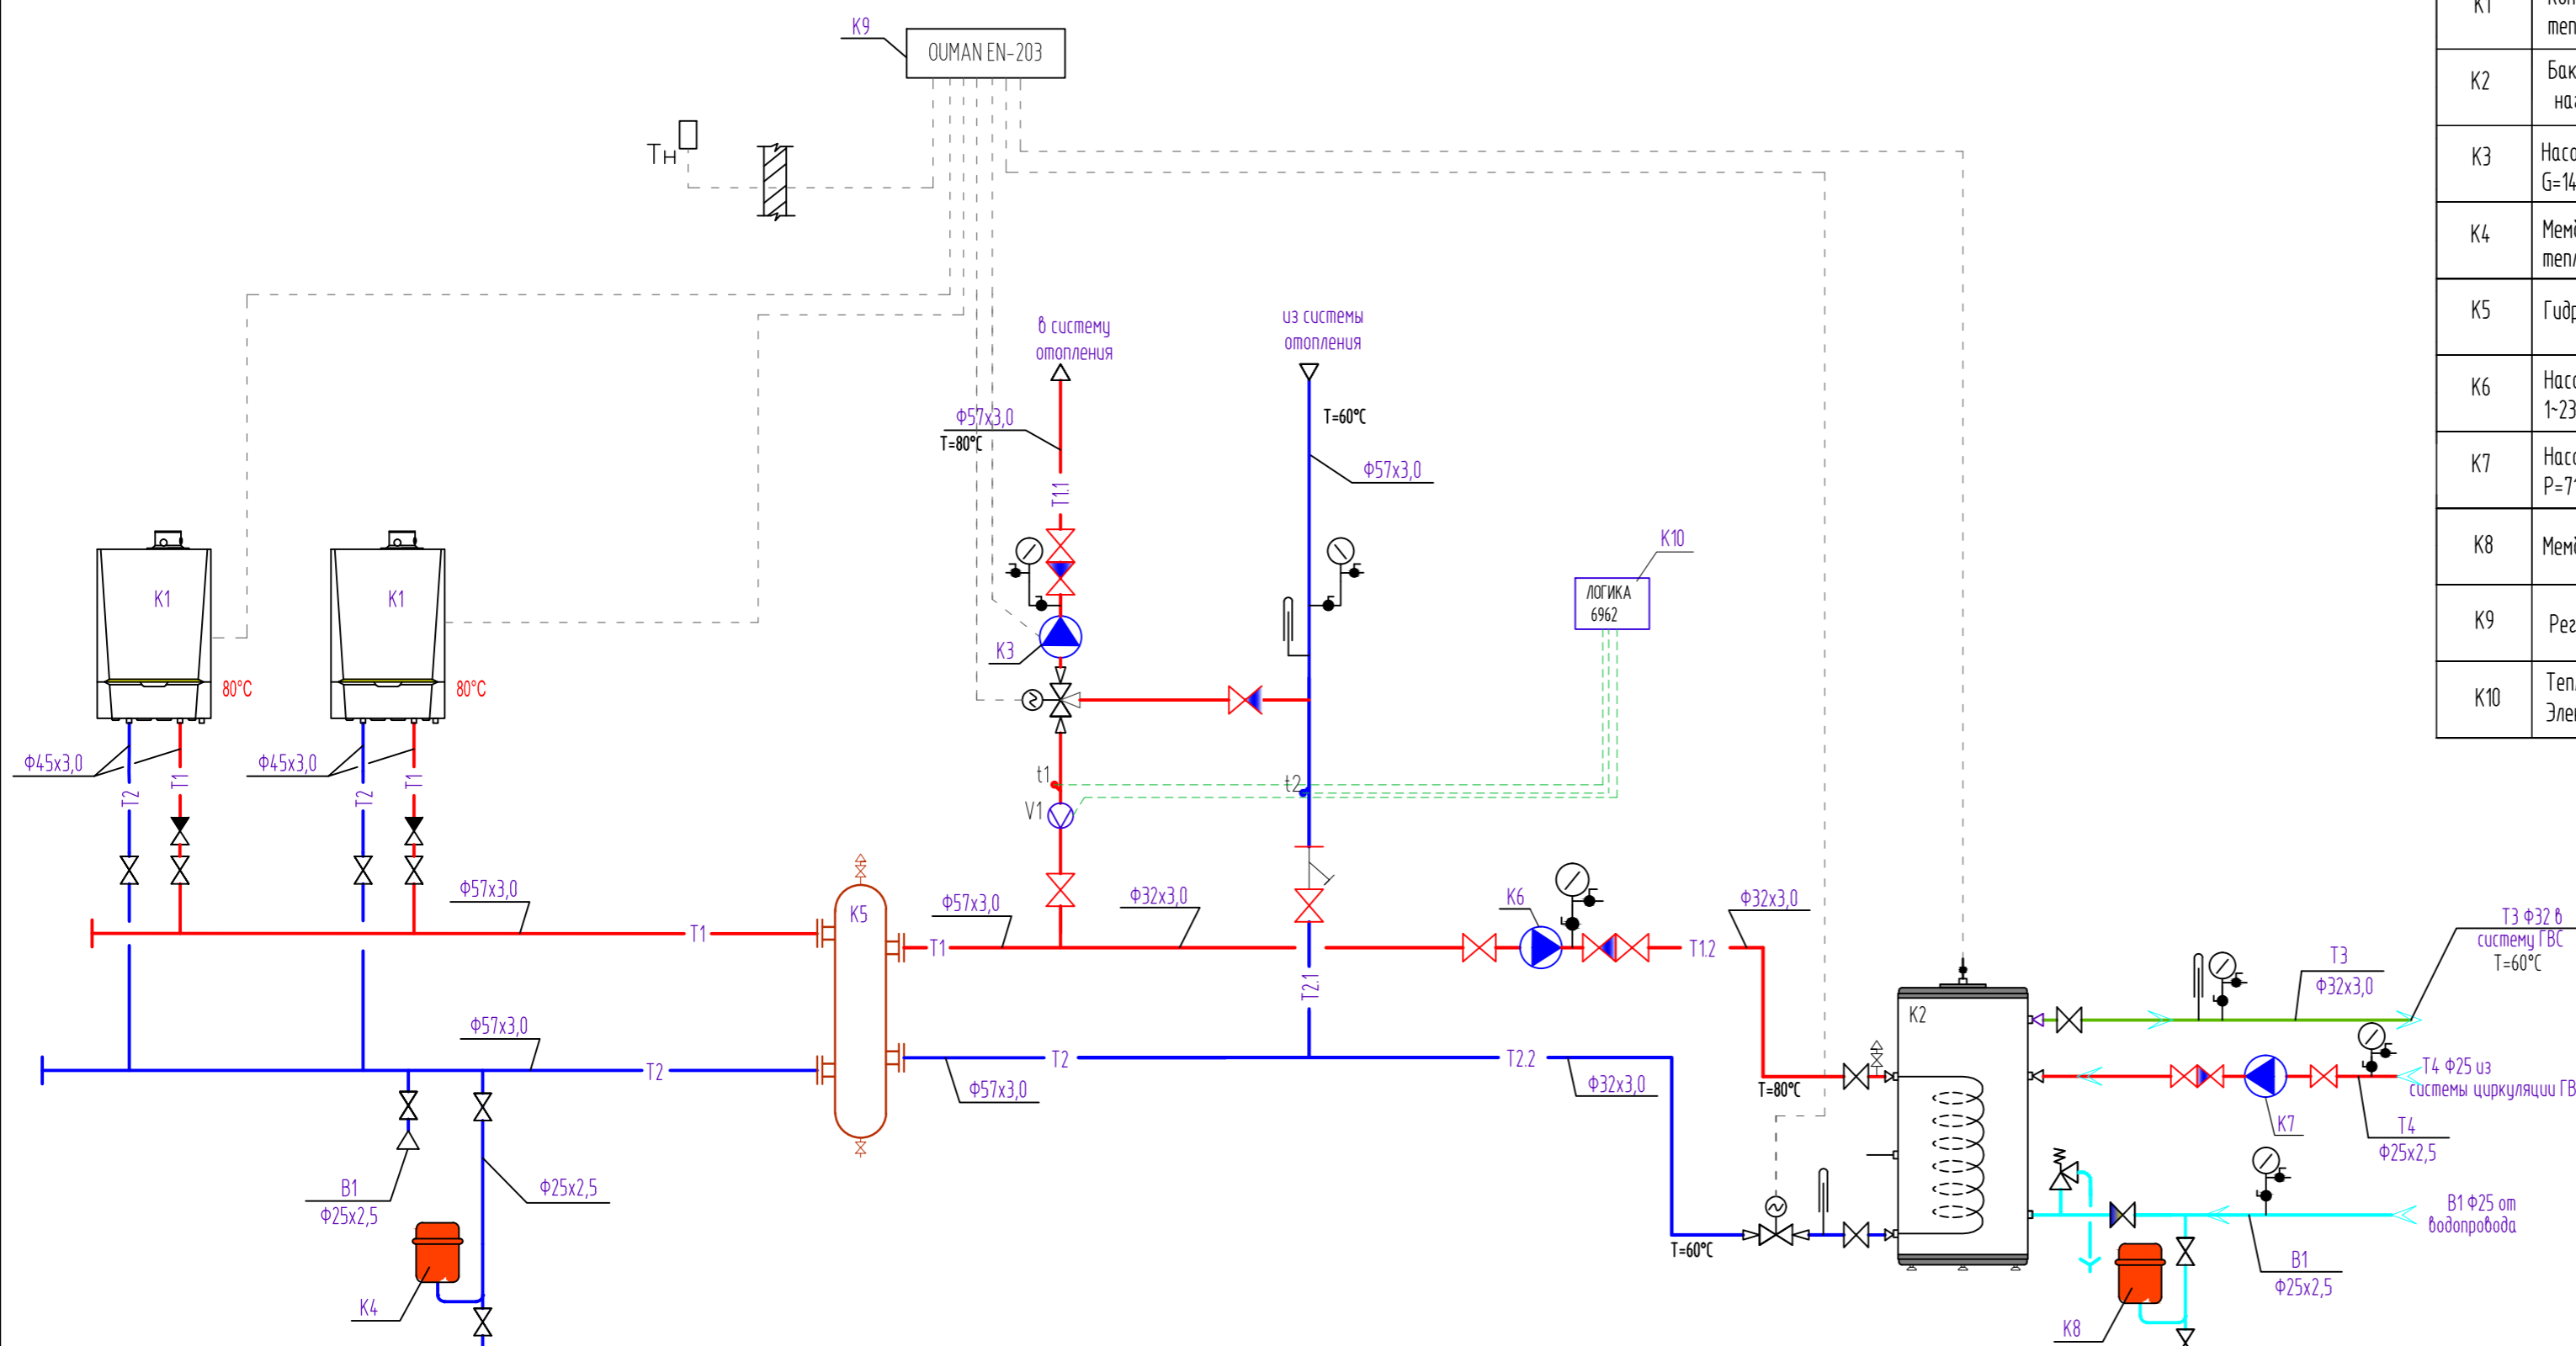 K9
OUMAN EN-203
Тн
в систему
отопления
из системы
отопления
Ф57х3,0
T=80°C
T=60°C
Ф57х3,0
T1.1
K10
ЛОГИКА
6962
K1
K1
K3
80°C
80°C
Ф45х3,0
Ф45х3,0
T2
T1
T2
T1
t1
t2
V1
Ф57х3,0
K5
Ф57х3,0
Ф32х3,0
K6
Ф32х3,0
T1
T1
T1.2
T2.1
Ф57х3,0
T2
T2
T2.2
Ф57х3,0
Ф32х3,0
T=80°C
T=60°C
K2
T3
Ф32х3,0
T3 Ф32 в
систему ГВС
T=60°C
T4 Ф25 из
системы циркуляции
K7
T4
Ф25х2,5
B1
Ф25х2,5
Ф25х2,5
K4
B1 Ф25 от
водопровода
B1
Ф25х2,5
K8
K1
K2
K3
G=14
K4
K5
K6
1~23
K7
P=71
K8
K9
K10